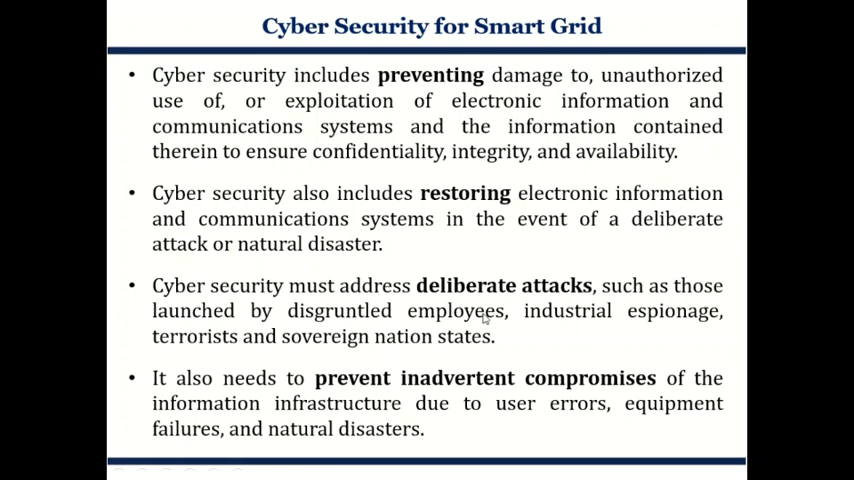 Cyber Security for Smart Grid
• Cyber security includes preventing damage to, unauthorized
use of, or exploitation of electronic information and
communications systems and the information contained
therein to ensure confidentiality, integrity, and availability.
• Cyber security also includes restoring electronic information
and communications systems in the event of a deliberate
attack or natural disaster.
• Cyber security must address deliberate attacks, such as those
launched by disgruntled employees, industrial espionage,
terrorists and sovereign nation states.
• It also needs to prevent inadvertent compromises of the
information infrastructure due to user errors, equipment
failures, and natural disasters.